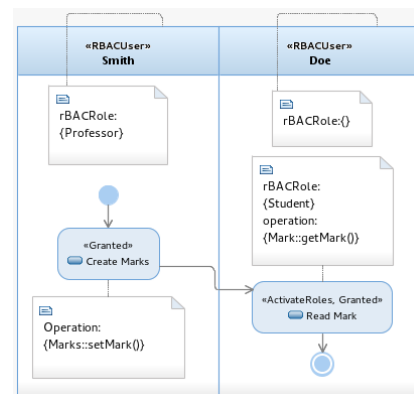 «RBACUser»
Smith
«RBACUser»
Doe
rBACRole:
{Professor}
rBACRole:{}
rBACRole:
{Student}
operation:
{Mark::getMark()}
«Granted»
Create Marks
«ActivateRoles, Granted»
Read Mark
Operation:
{Marks::setMark()}